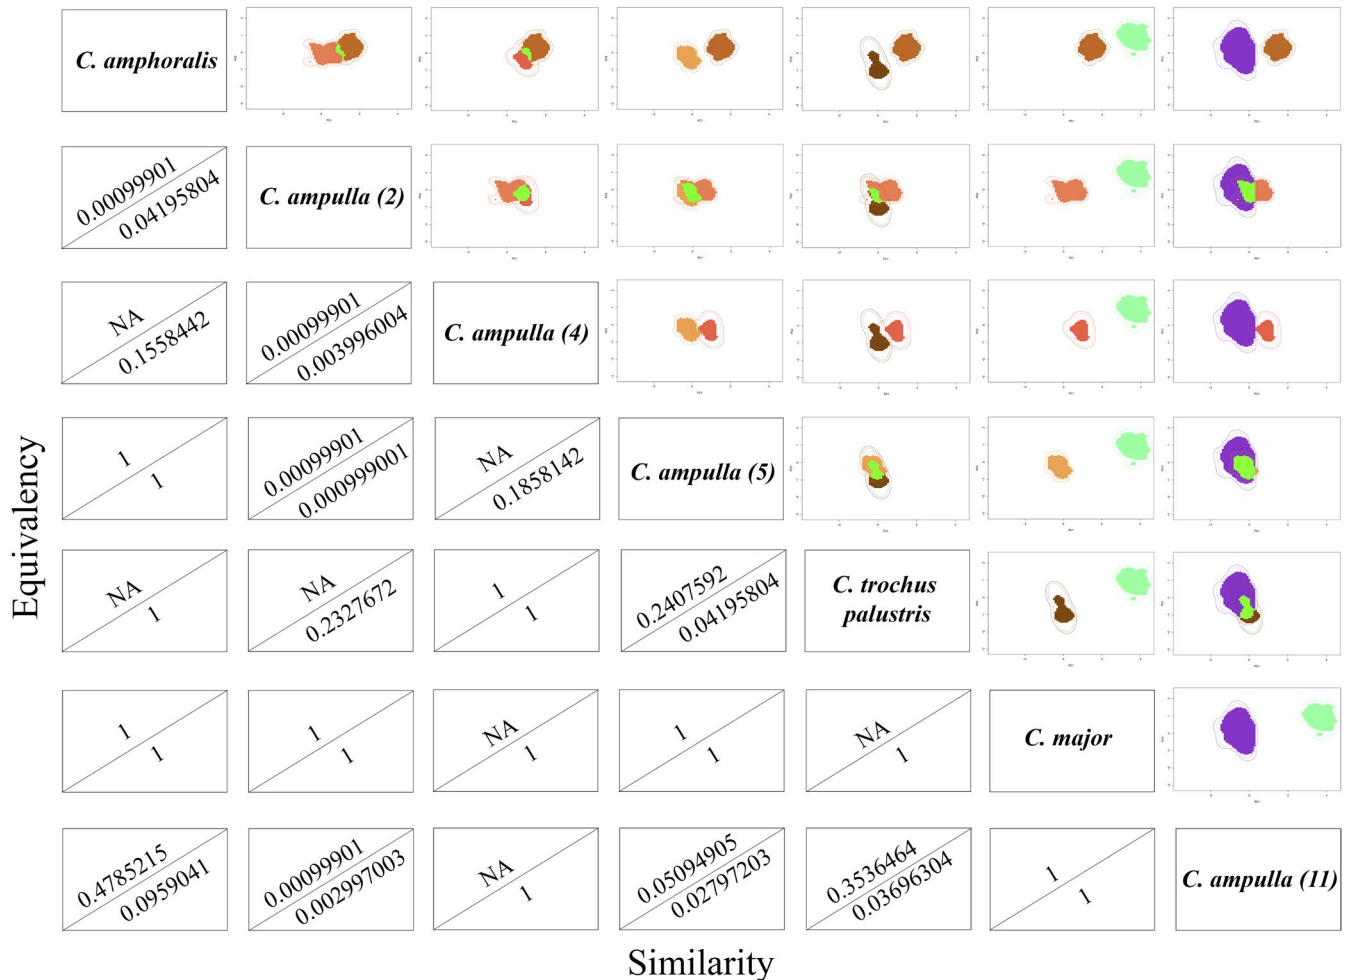 C. amphoralis
0.00099901
0.04195804
C. ampulla (2)
NA
0.1558442
0.00099901
0.003996004
C. ampulla (4)
1
1
0.00099901
0.000999001
NA
0.1858142
C. ampulla (5)
NA
1
NA
0.2327672
1
1
0.2407592
0.04195804
C. trochus
palustris
1
1
1
1
NA
1
1
1
NA
1
C. major
0.4785215
0.0959041
0.00099901
0.002997003
NA
1
0.05094905
0.02797203
0.3536464
0.03696304
1
1
C. ampulla (11)
Equivalency
Similarity